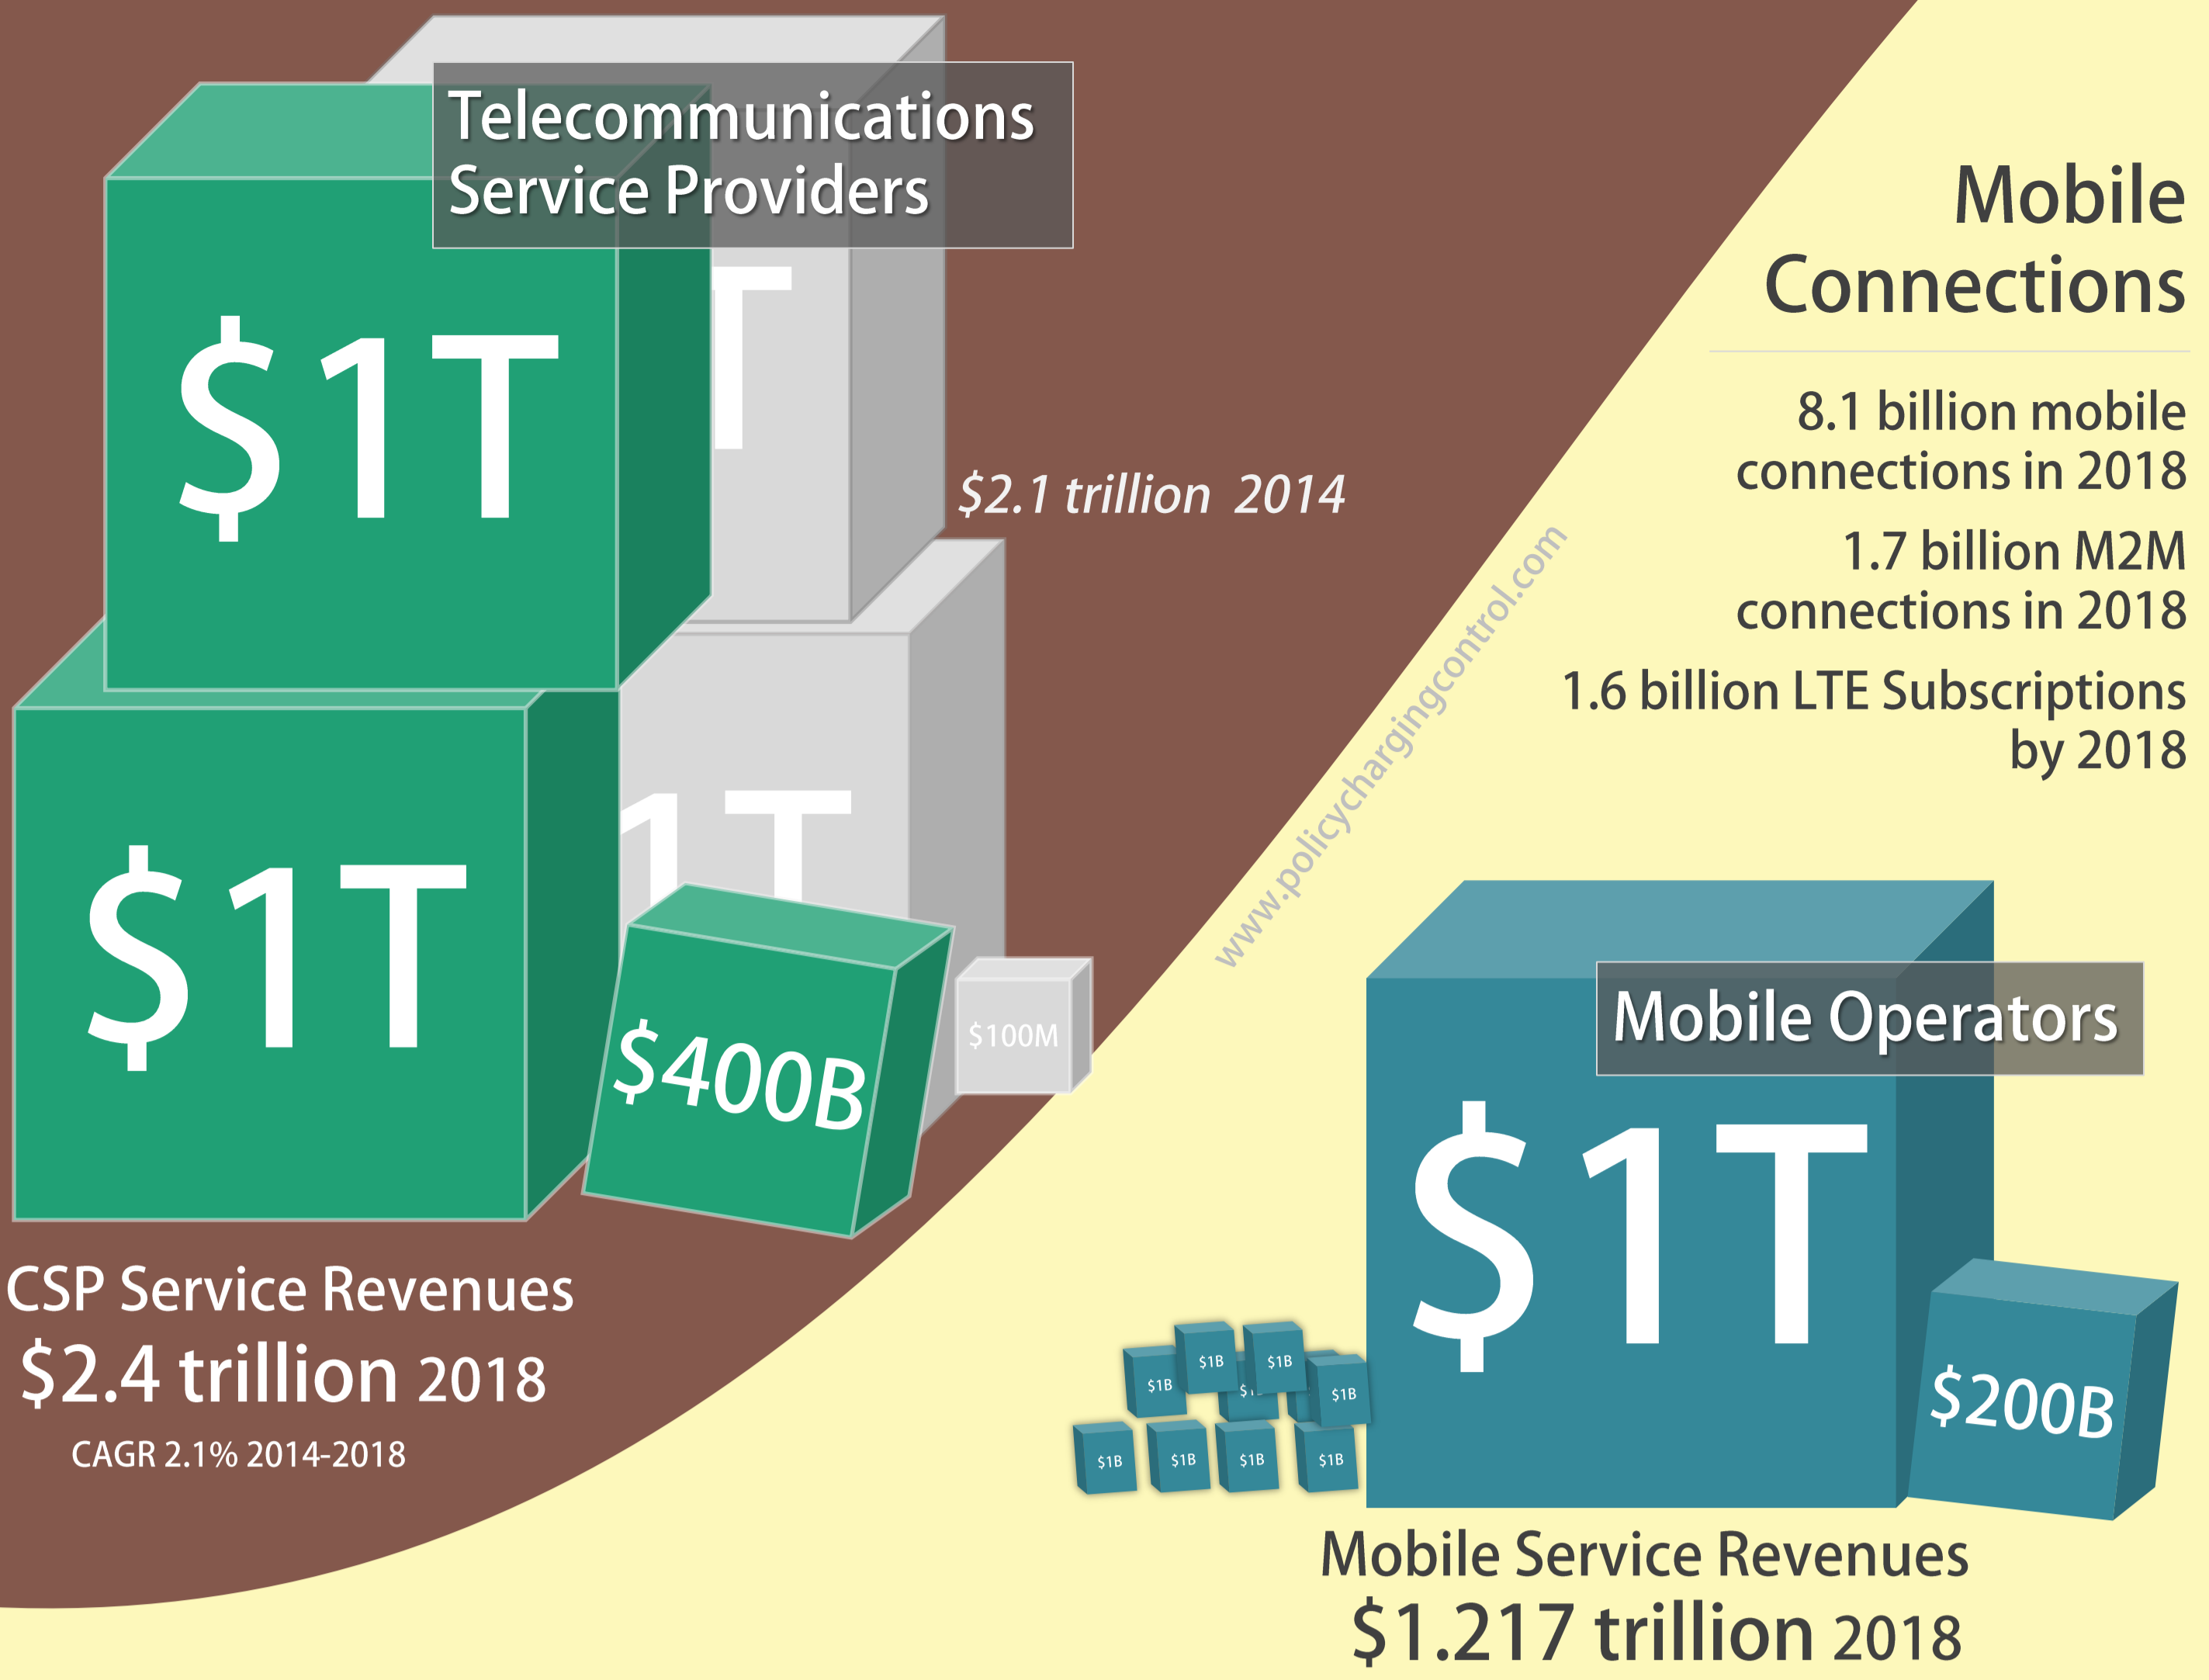 Telecommunications
Service Providers
$1T
T
$2.1 trillion 2014
$1T
1T
$400B
$100M
CSP Service Revenues
$2.4 trillion 2018
CAGR 2.1% 2014-2018
www.policychargingcontrol.com
Mobile
Connections
8.1 billion mobile
connections in 2018
1.7 billion M2M
connections in 2018
1.6 billion LTE Subscriptions
by 2018
Mobile Operators
$1T
$200B
$1B
$1B
$1B
$1B
$1B
$1B
$1B
$1B
Mobile Service Revenues
$1.217 trillion 2018